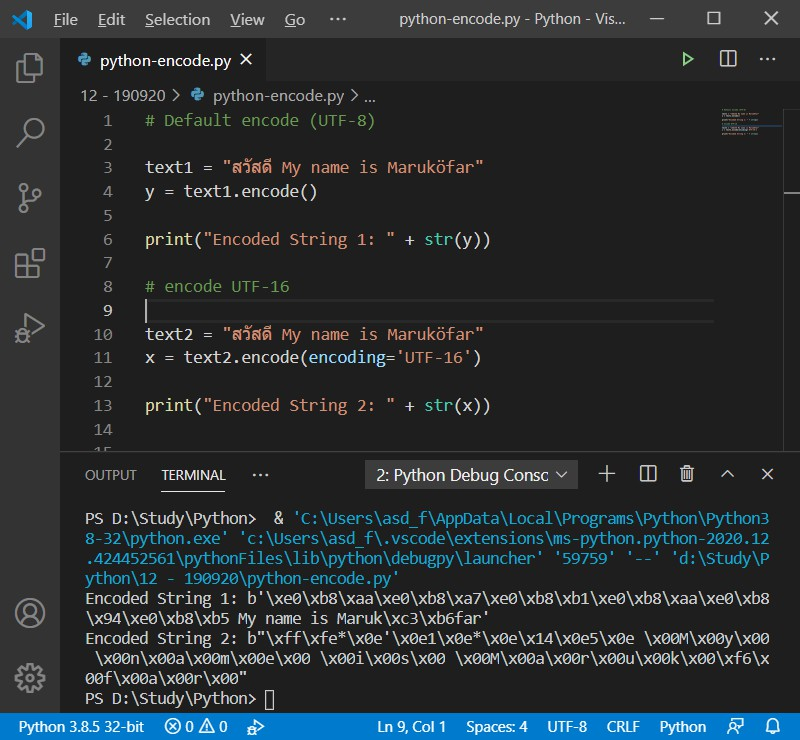 File Edit Selection View Go ··· python-encode.py - Python - Vis...
python-encode.py
12 - 190920 > python-encode.py > ...
1 # Default encode (UTF-8)
2
3 text1 = "สวัสดี My name is Maruköfar"
4 y = text1.encode()
5
6 print("Encoded String 1: " + str(y))
7
8 # encode UTF-16
9
10 text2 = "สวัสดี My name is Maruköfar"
11 x = text2.encode(encoding='UTF-16')
12
13 print("Encoded String 2: " + str(x))
14
15
OUTPUT TERMINAL ··· 2: Python Debug Consc
PS D:\Study\Python> & 'C:\Users\asd_f\AppData\Local\Programs\Python\Python3
8-32\python.exe' 'c:\Users\asd_f\.vscode\extensions\ms-python.python-2020.12
.424452561\pythonFiles\lib\python\debugpy\launcher' '59759' '--' 'd:\Study\P
ython\12 - 190920\python-encode.py'
Encoded String 1: b'\xe0\xb8\xaa\xe0\xb8\xa7\xe0\xb8\xb1\xe0\xb8\xaa\xe0\xb8
\x94\xe0\xb8\xb5 My name is Maruk\xc3\xb6far'
Encoded String 2: b"\xff\xfe*\x0e'\x0e1\x0e*\x0e\x14\x0e5\x0e \x00M\x00y\x00
 \x00n\x00a\x00m\x00e\x00 \x00i\x00s\x00 \x00M\x00a\x00r\x00u\x00k\x00\xf6\x
00f\x00a\x00r\x00"
PS D:\Study\Python>
Python 3.8.5 32-bit 0 0 Ln 9, Col 1 Spaces: 4 UTF-8 CRLF Python